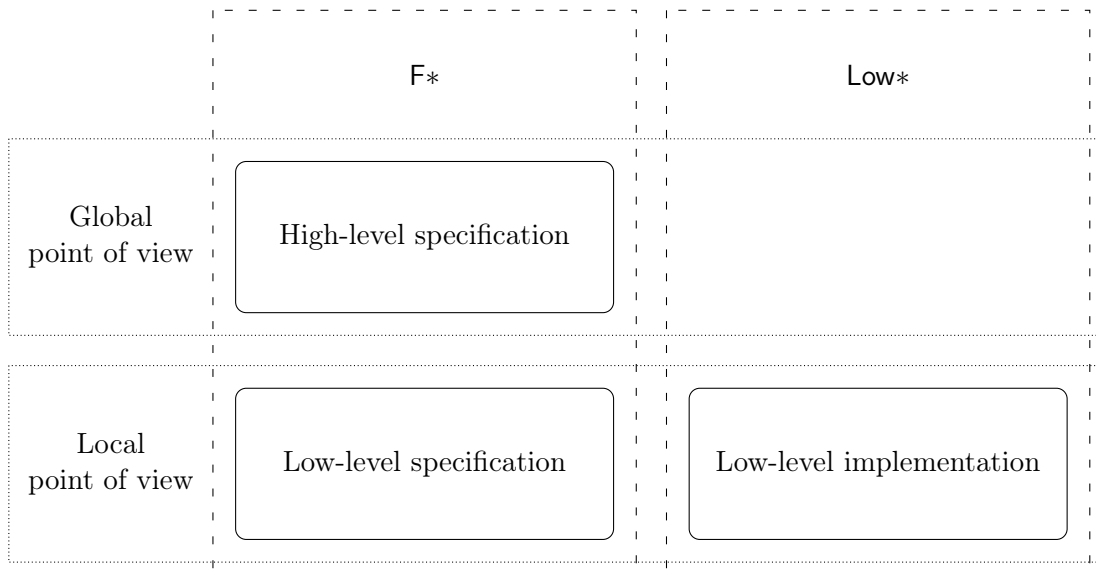 F∗
Low∗
Global
point of view
High-level specification
Local
point of view
Low-level specification
Low-level implementation